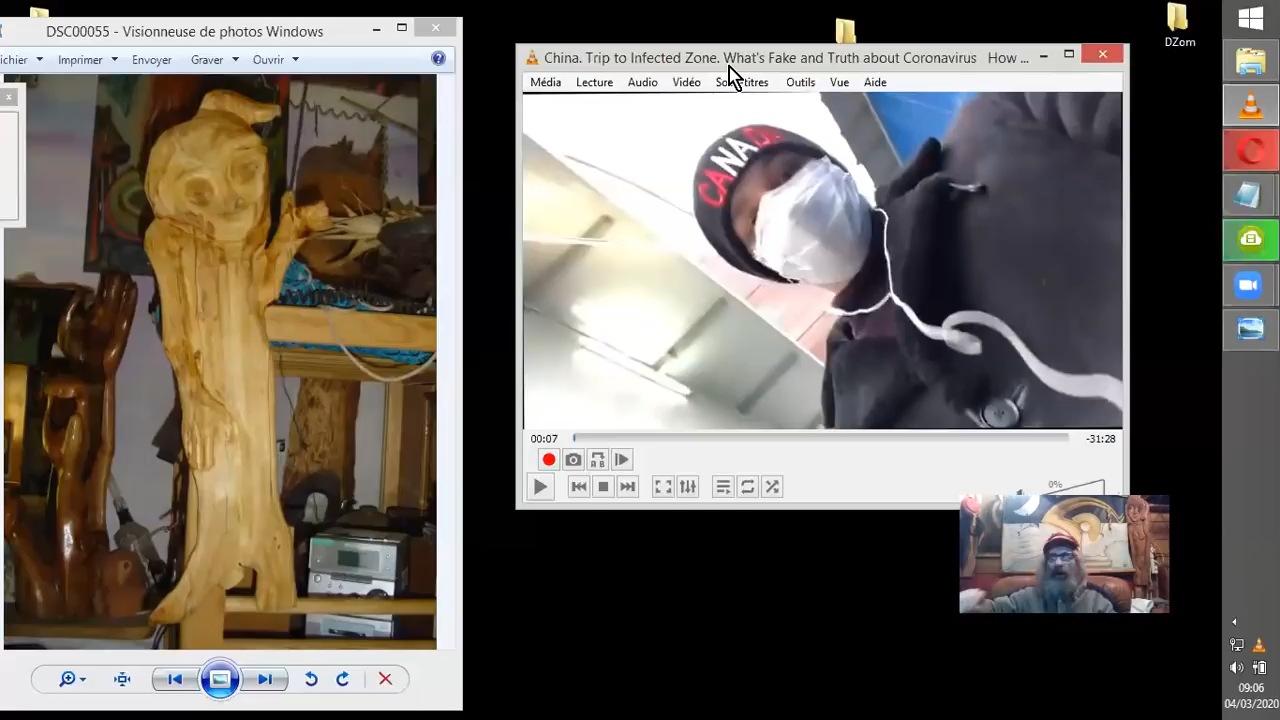 DSC00055 - Visionneuse de photos Windows
chier Imprimer Envoyer Graver Ouvrir
DZom
China. Trip to Infected Zone. What's Fake and Truth about Coronavirus How ...
Média Lecture Audio Vidéo Sous-titres Outils Vue Aide
CANADA
00:07 -31:28
A B
0%
09:06
04/03/2020